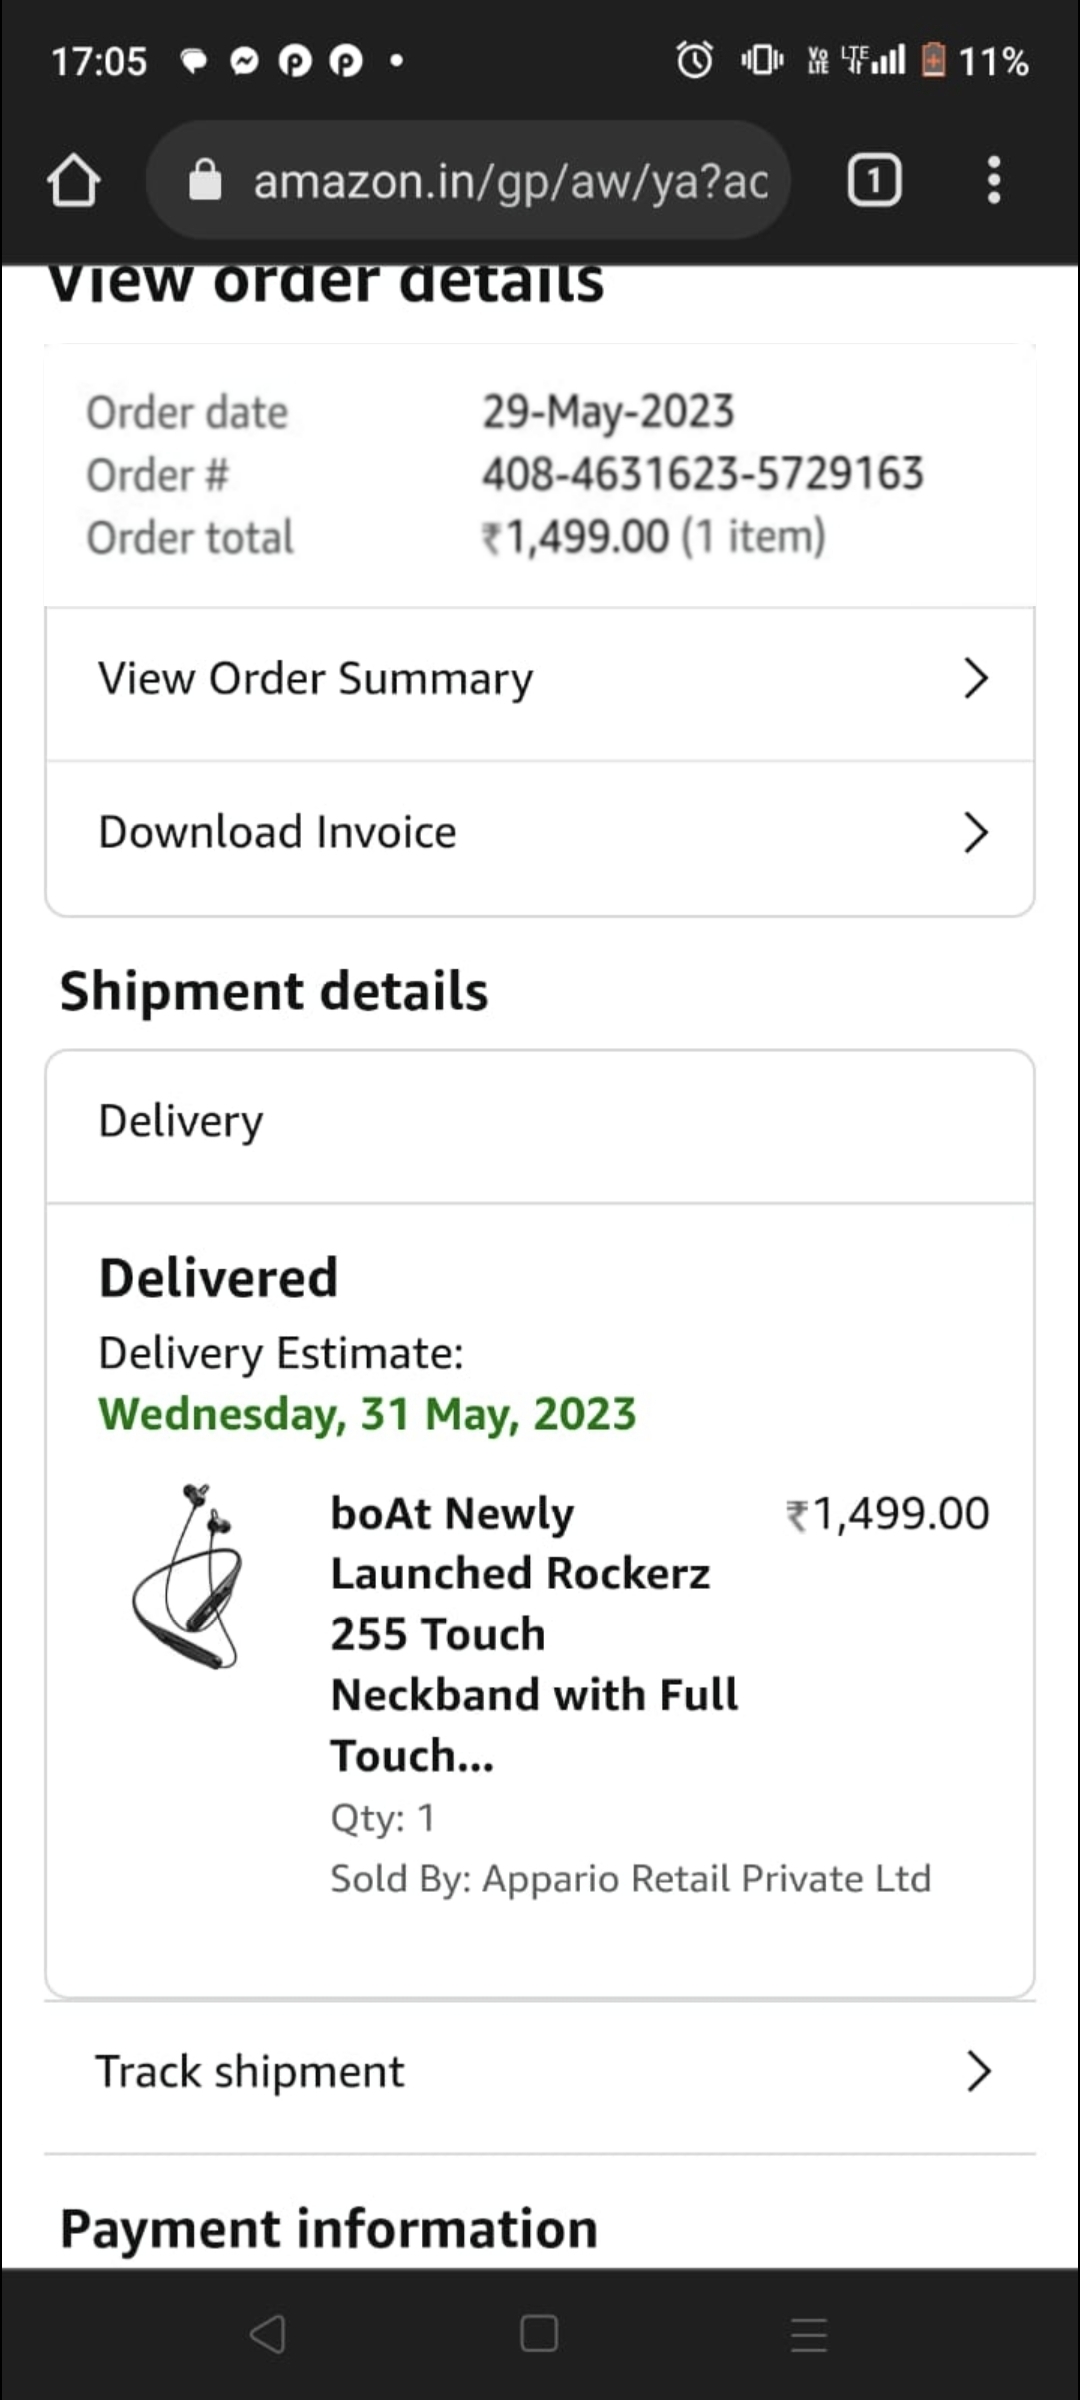 17:05
VoLTE LTE 11%
amazon.in/gp/aw/ya?ac
1
View order details
Order date 29-May-2023
Order # 408-4631623-5729163
Order total ₹1,499.00 (1 item)
View Order Summary
Download Invoice
Shipment details
Delivery
Delivered
Delivery Estimate:
Wednesday, 31 May, 2023
boAt Newly ₹1,499.00
Launched Rockerz
255 Touch
Neckband with Full
Touch...
Qty: 1
Sold By: Appario Retail Private Ltd
Track shipment
Payment information